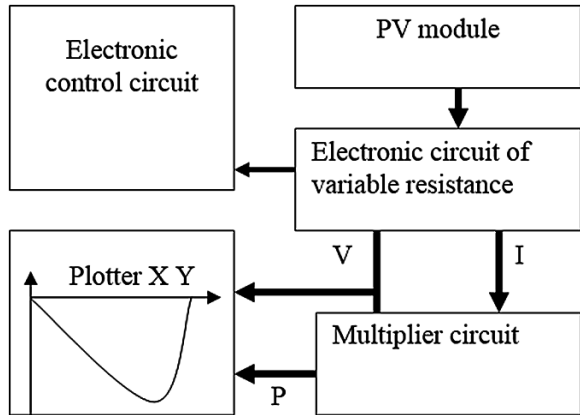 Electronic
control circuit
PV module
Electronic circuit of
variable resistance
V
I
Plotter X Y
Multiplier circuit
P